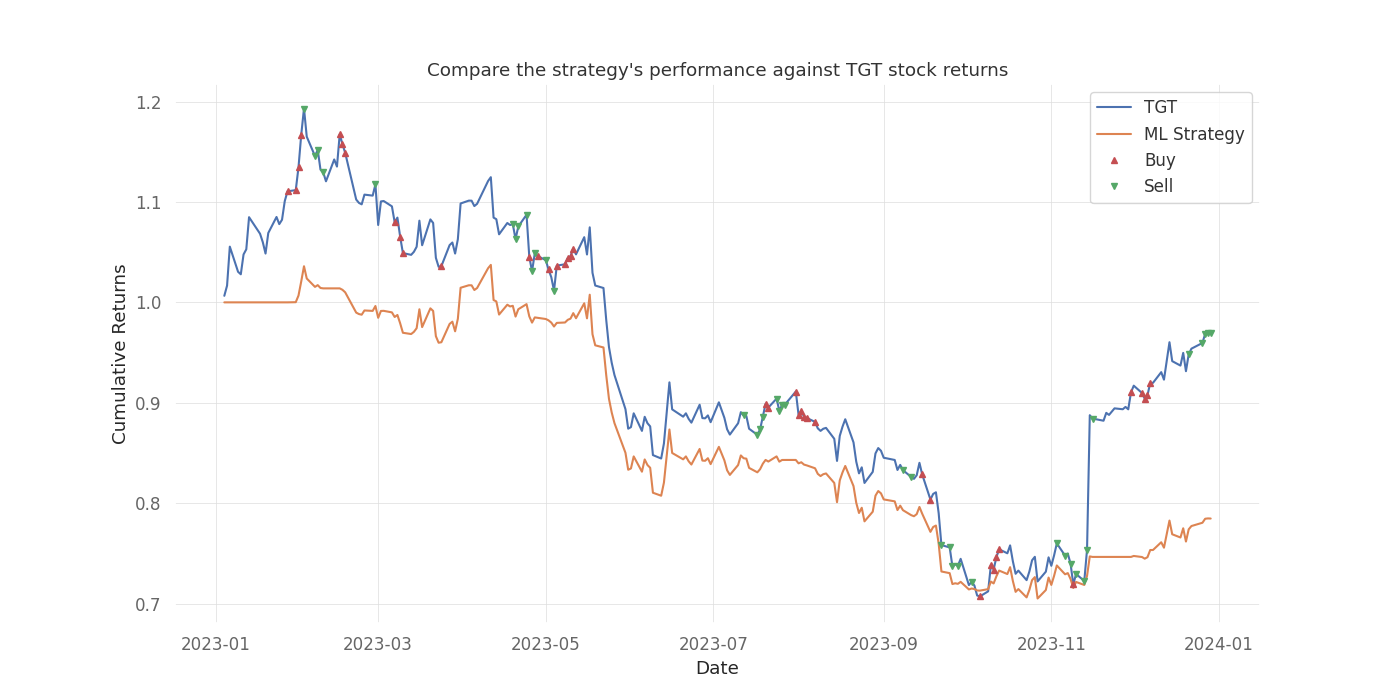 Compare the strategy's performance against TGT stock returns
TGT
ML Strategy
Buy
Sell
Cumulative Returns
1.2
1.1
1.0
0.9
0.8
0.7
2023-01
2023-03
2023-05
2023-07
2023-09
2023-11
2024-01
Date